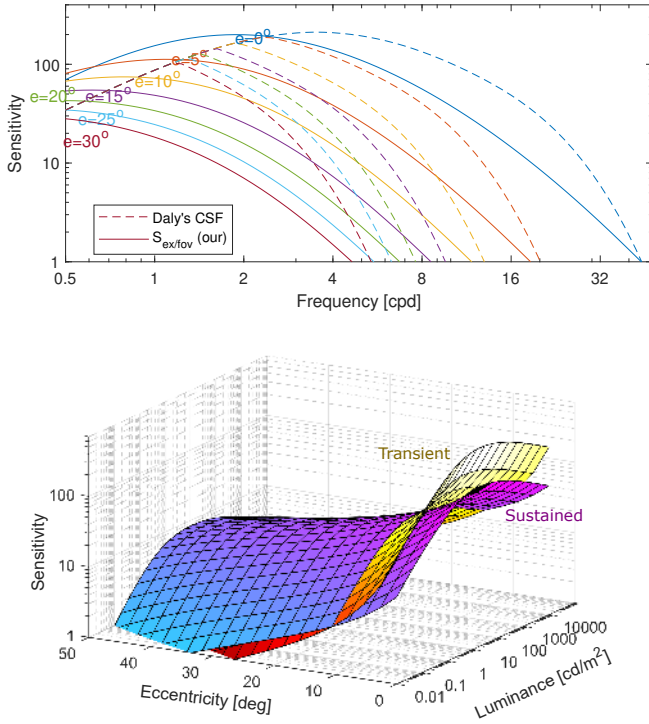 100
10
1
Sensitivity
e=0°
e=5°
e=10°
e=15°
e=20°
e=25°
e=30°
Daly's CSF
S_ex/fov (our)
0.5 1 2 4 8 16 32
Frequency [cpd]
Transient
Sustained
100
10
1
Sensitivity
50 40 30 20 10 0
Eccentricity [deg]
0.01 0.1 1 10 100 1000 10000
Luminance [cd/m²]